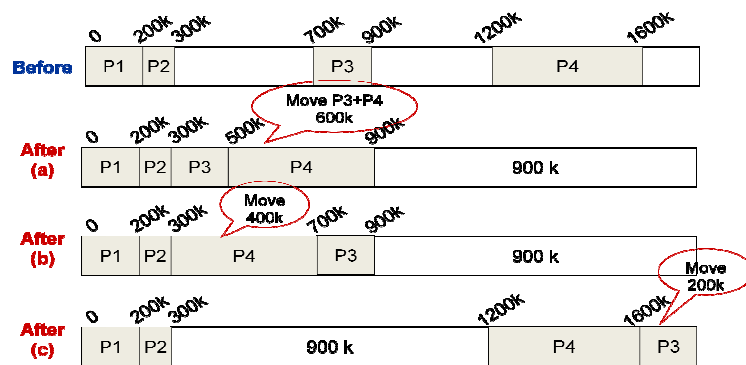 0 200k 300k 700k 900k 1200k 1600k
Before P1 P2 P3 P4
Move P3+P4
600k
0 200k 300k 500k 900k
After
(a)
P1 P2 P3 P4 900 k
Move
400k
0 200k 300k 700k 900k
After
(b)
P1 P2 P4 P3 900 k
Move
200k
0 200k 300k 1200k 1600k
After
(c)
P1 P2 900 k P4 P3